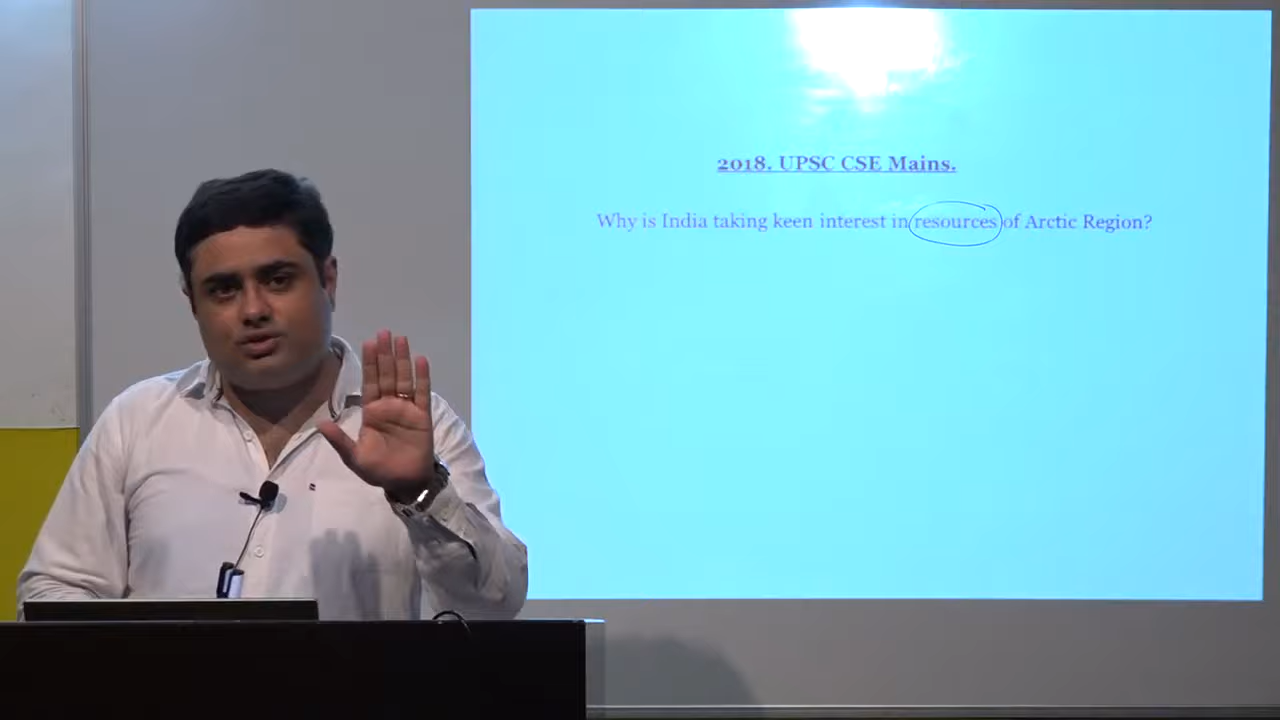 2018. UPSC CSE Mains.
Why is India taking keen interest in resources of Arctic Region?